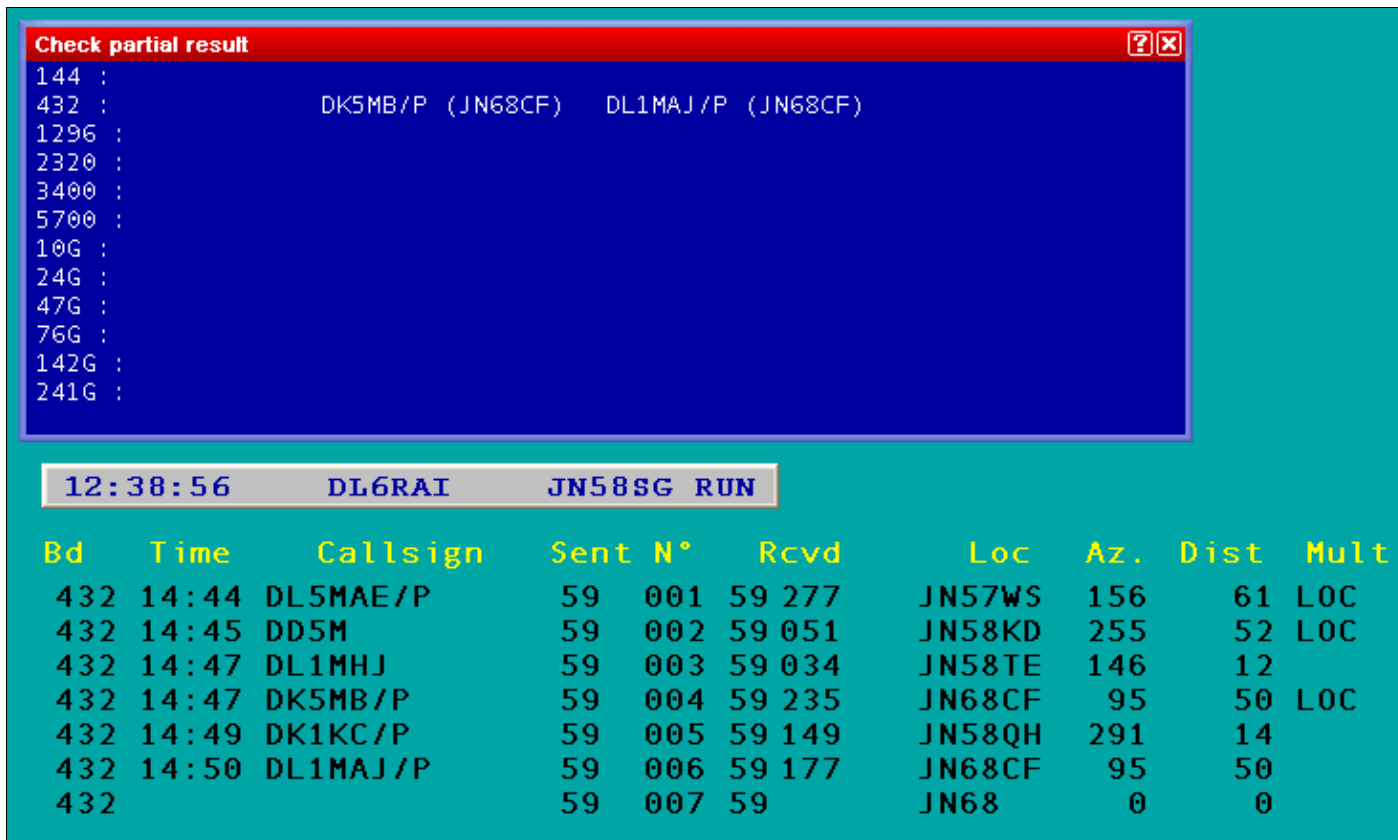 Check partial result
144 :
432 : DK5MB/P (JN68CF) DL1MAJ/P (JN68CF)
1296 :
2320 :
3400 :
5700 :
10G :
24G :
47G :
76G :
142G :
241G :
12:38:56 DL6RAI JN58SG RUN
Bd Time Callsign Sent N° Rcvd Loc Az. Dist Mult
432 14:44 DL5MAE/P 59 001 59 277 JN57WS 156 61 LOC
432 14:45 DD5M 59 002 59 051 JN58KD 255 52 LOC
432 14:47 DL1MHJ 59 003 59 034 JN58TE 146 12
432 14:47 DK5MB/P 59 004 59 235 JN68CF 95 50 LOC
432 14:49 DK1KC/P 59 005 59 149 JN58QH 291 14
432 14:50 DL1MAJ/P 59 006 59 177 JN68CF 95 50
432 59 007 59 JN68 0 0